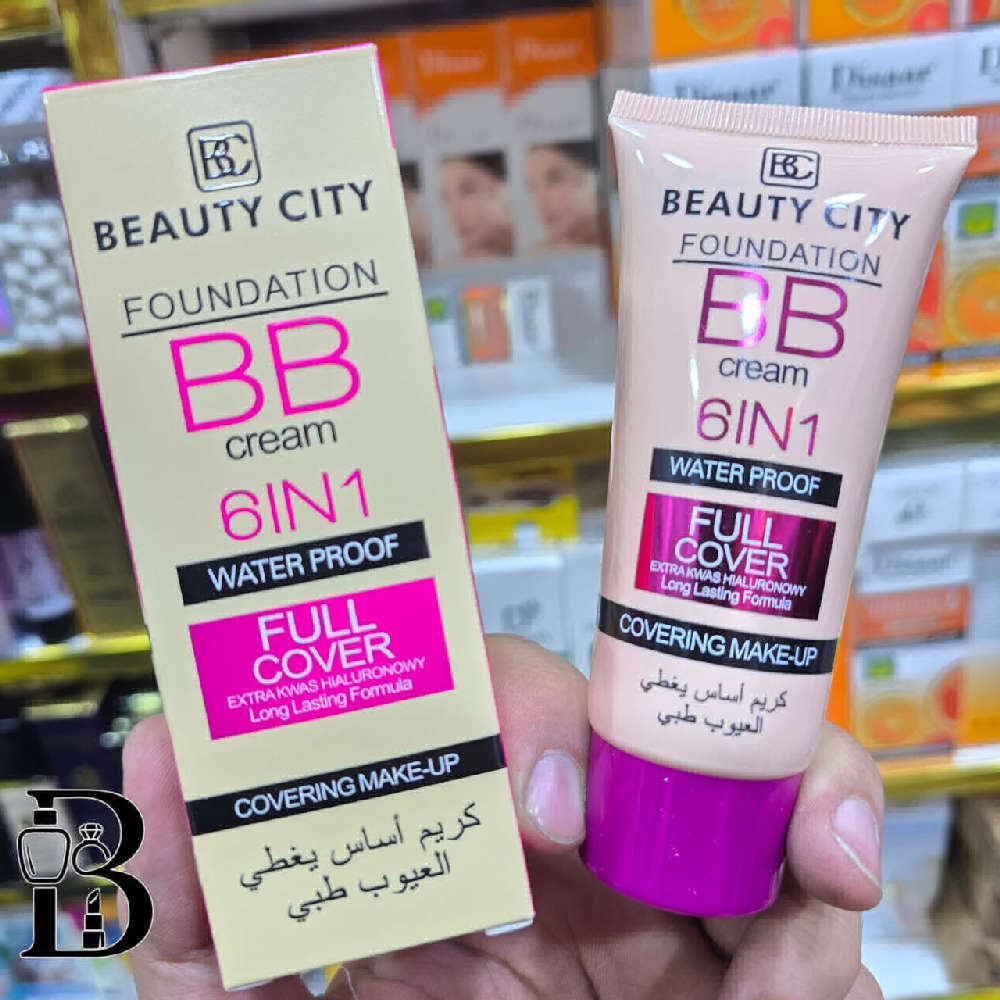 BC
BEAUTY CITY
FOUNDATION
BB
cream
6IN1
WATER PROOF
FULL
COVER
EXTRA KWAS HIALURONOWY
Long Lasting Formula
COVERING MAKE-UP
كريم أساس يغطي
العيوب طبي
BC
BEAUTY CITY
FOUNDATION
BB
cream
6IN1
WATER PROOF
FULL
COVER
EXTRA KWAS HIALURONOWY
Long Lasting Formula
COVERING MAKE-UP
كريم أساس يغطي
العيوب طبي
Disaar
Disaar
B